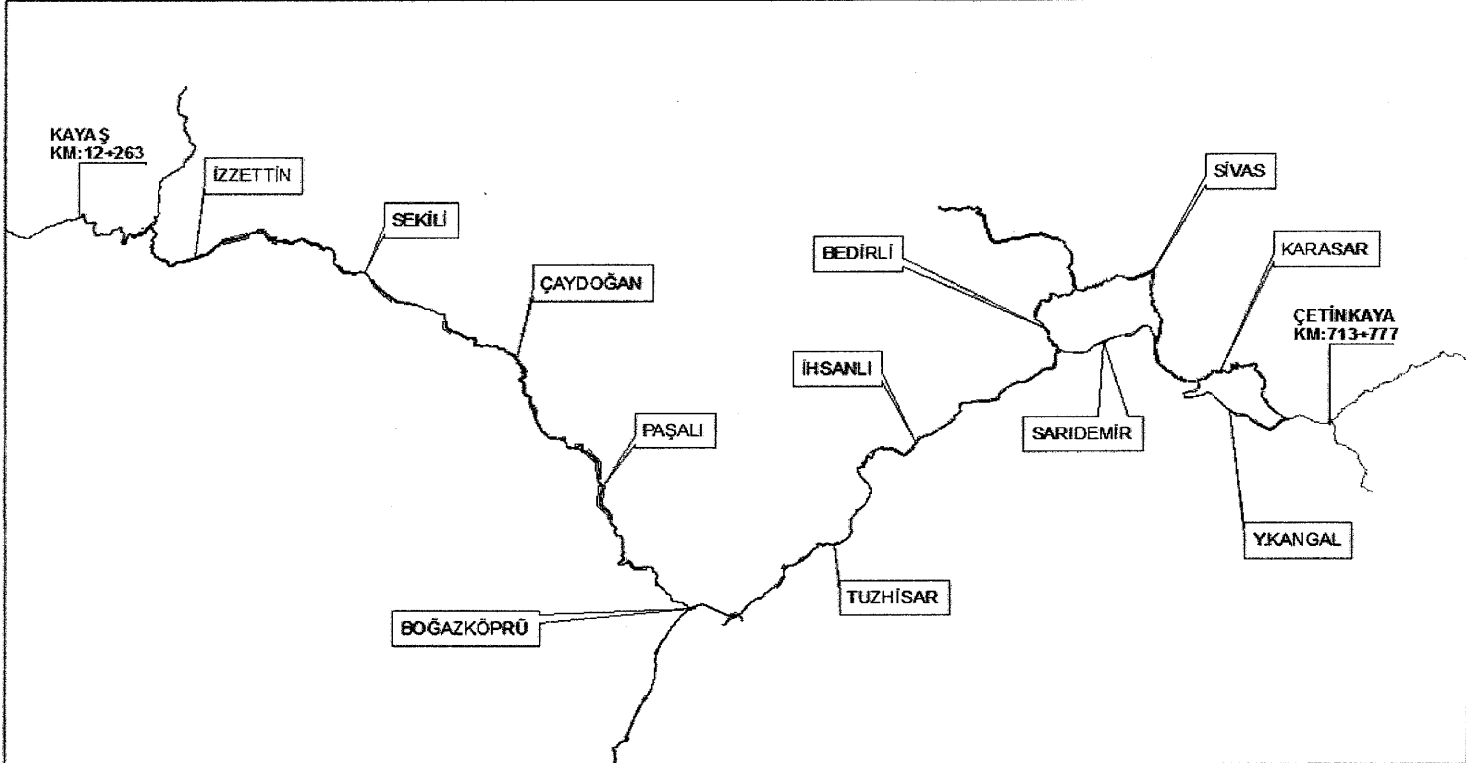 KAYAŞ
KM:12+263
İZZETTİN
SEKİLİ
ÇAYDOĞAN
PAŞALI
BOĞAZKÖPRÜ
TUZHİSAR
İHSANLI
BEDİRLİ
SARIDEMİR
SİVAS
KARASAR
ÇETİNKAYA
KM:713+777
Y.KANGAL